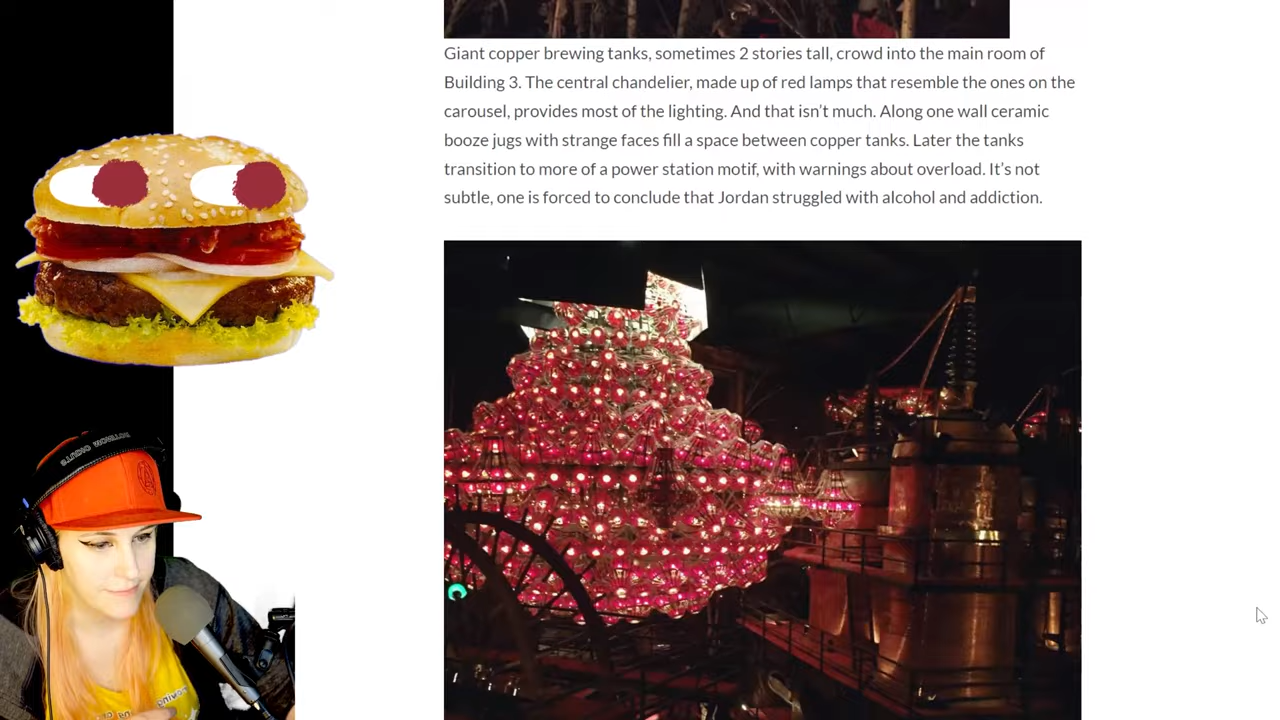 Giant copper brewing tanks, sometimes 2 stories tall, crowd into the main room of
Building 3. The central chandelier, made up of red lamps that resemble the ones on the
carousel, provides most of the lighting. And that isn’t much. Along one wall ceramic
booze jugs with strange faces fill a space between copper tanks. Later the tanks
transition to more of a power station motif, with warnings about overload. It’s not
subtle, one is forced to conclude that Jordan struggled with alcohol and addiction.